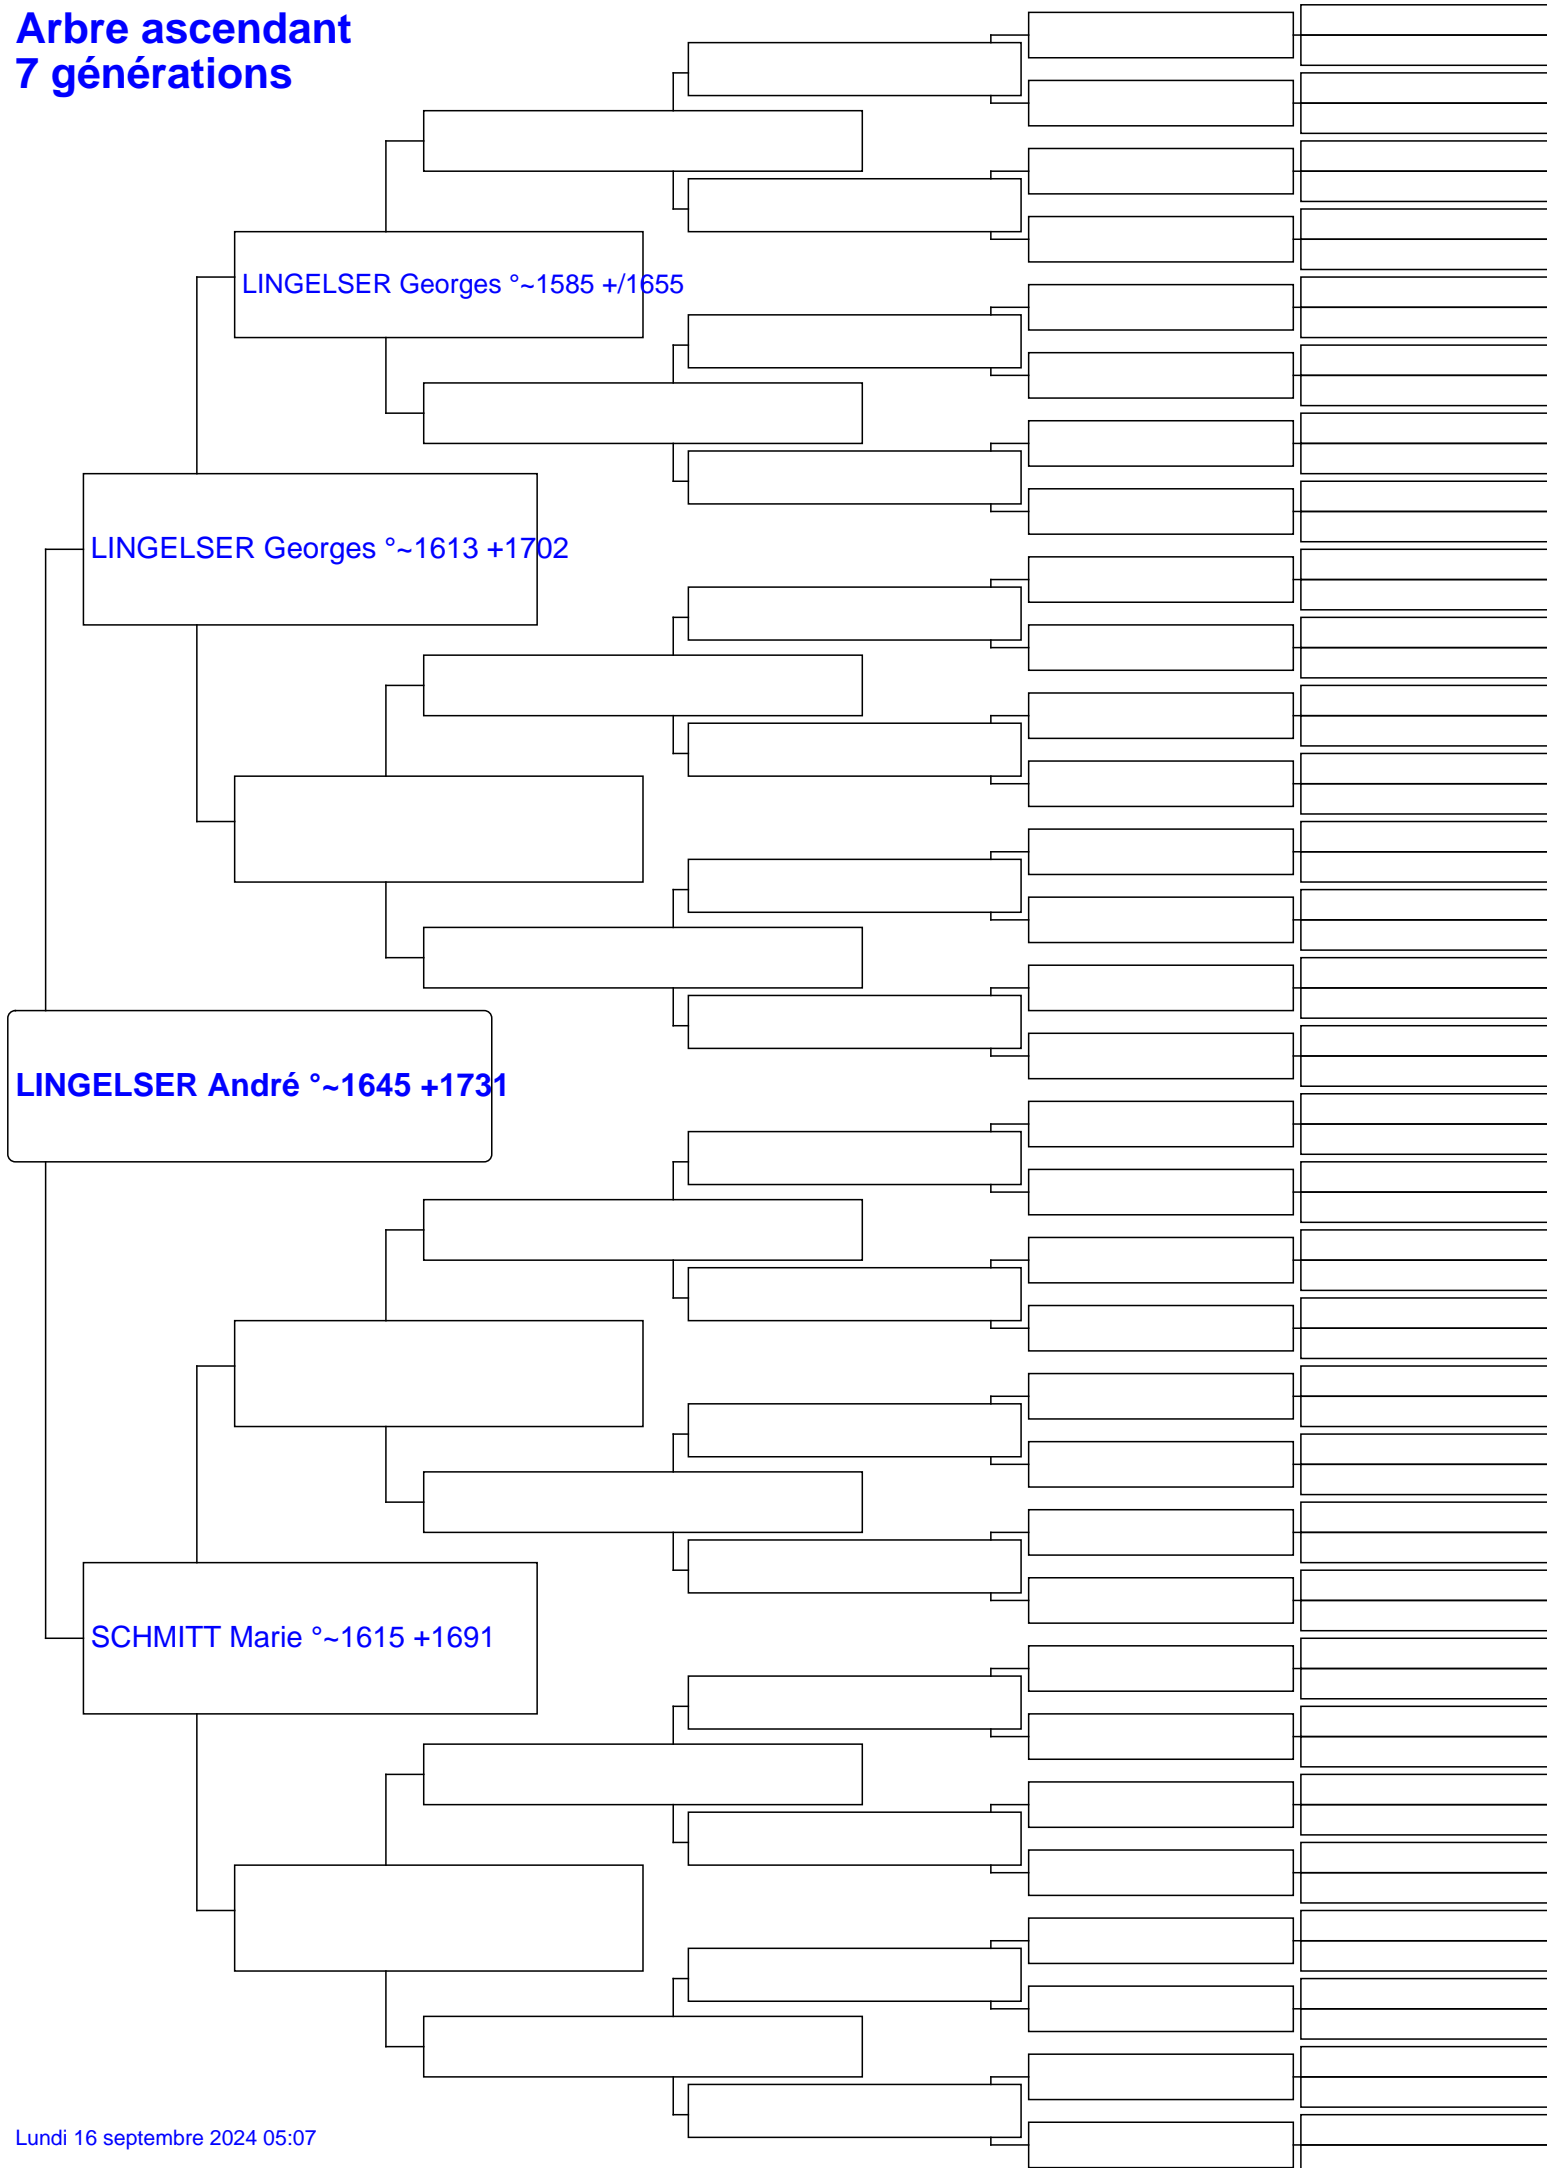 Arbre ascendant
7 générations
LINGELSER Georges °~1585 +/1655
LINGELSER Georges °~1613 +1702
LINGELSER André °~1645 +1731
SCHMITT Marie °~1615 +1691
Lundi 16 septembre 2024 05:07